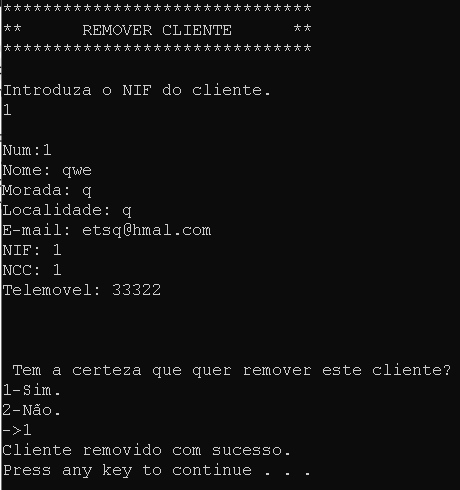 *******************************
**      REMOVER CLIENTE      **
*******************************
Introduza o NIF do cliente.
1
Num:1
Nome: qwe
Morada: q
Localidade: q
E-mail: etsq@hmal.com
NIF: 1
NCC: 1
Telemovel: 33322
Tem a certeza que quer remover este cliente?
1-Sim.
2-Não.
->1
Cliente removido com sucesso.
Press any key to continue . . .